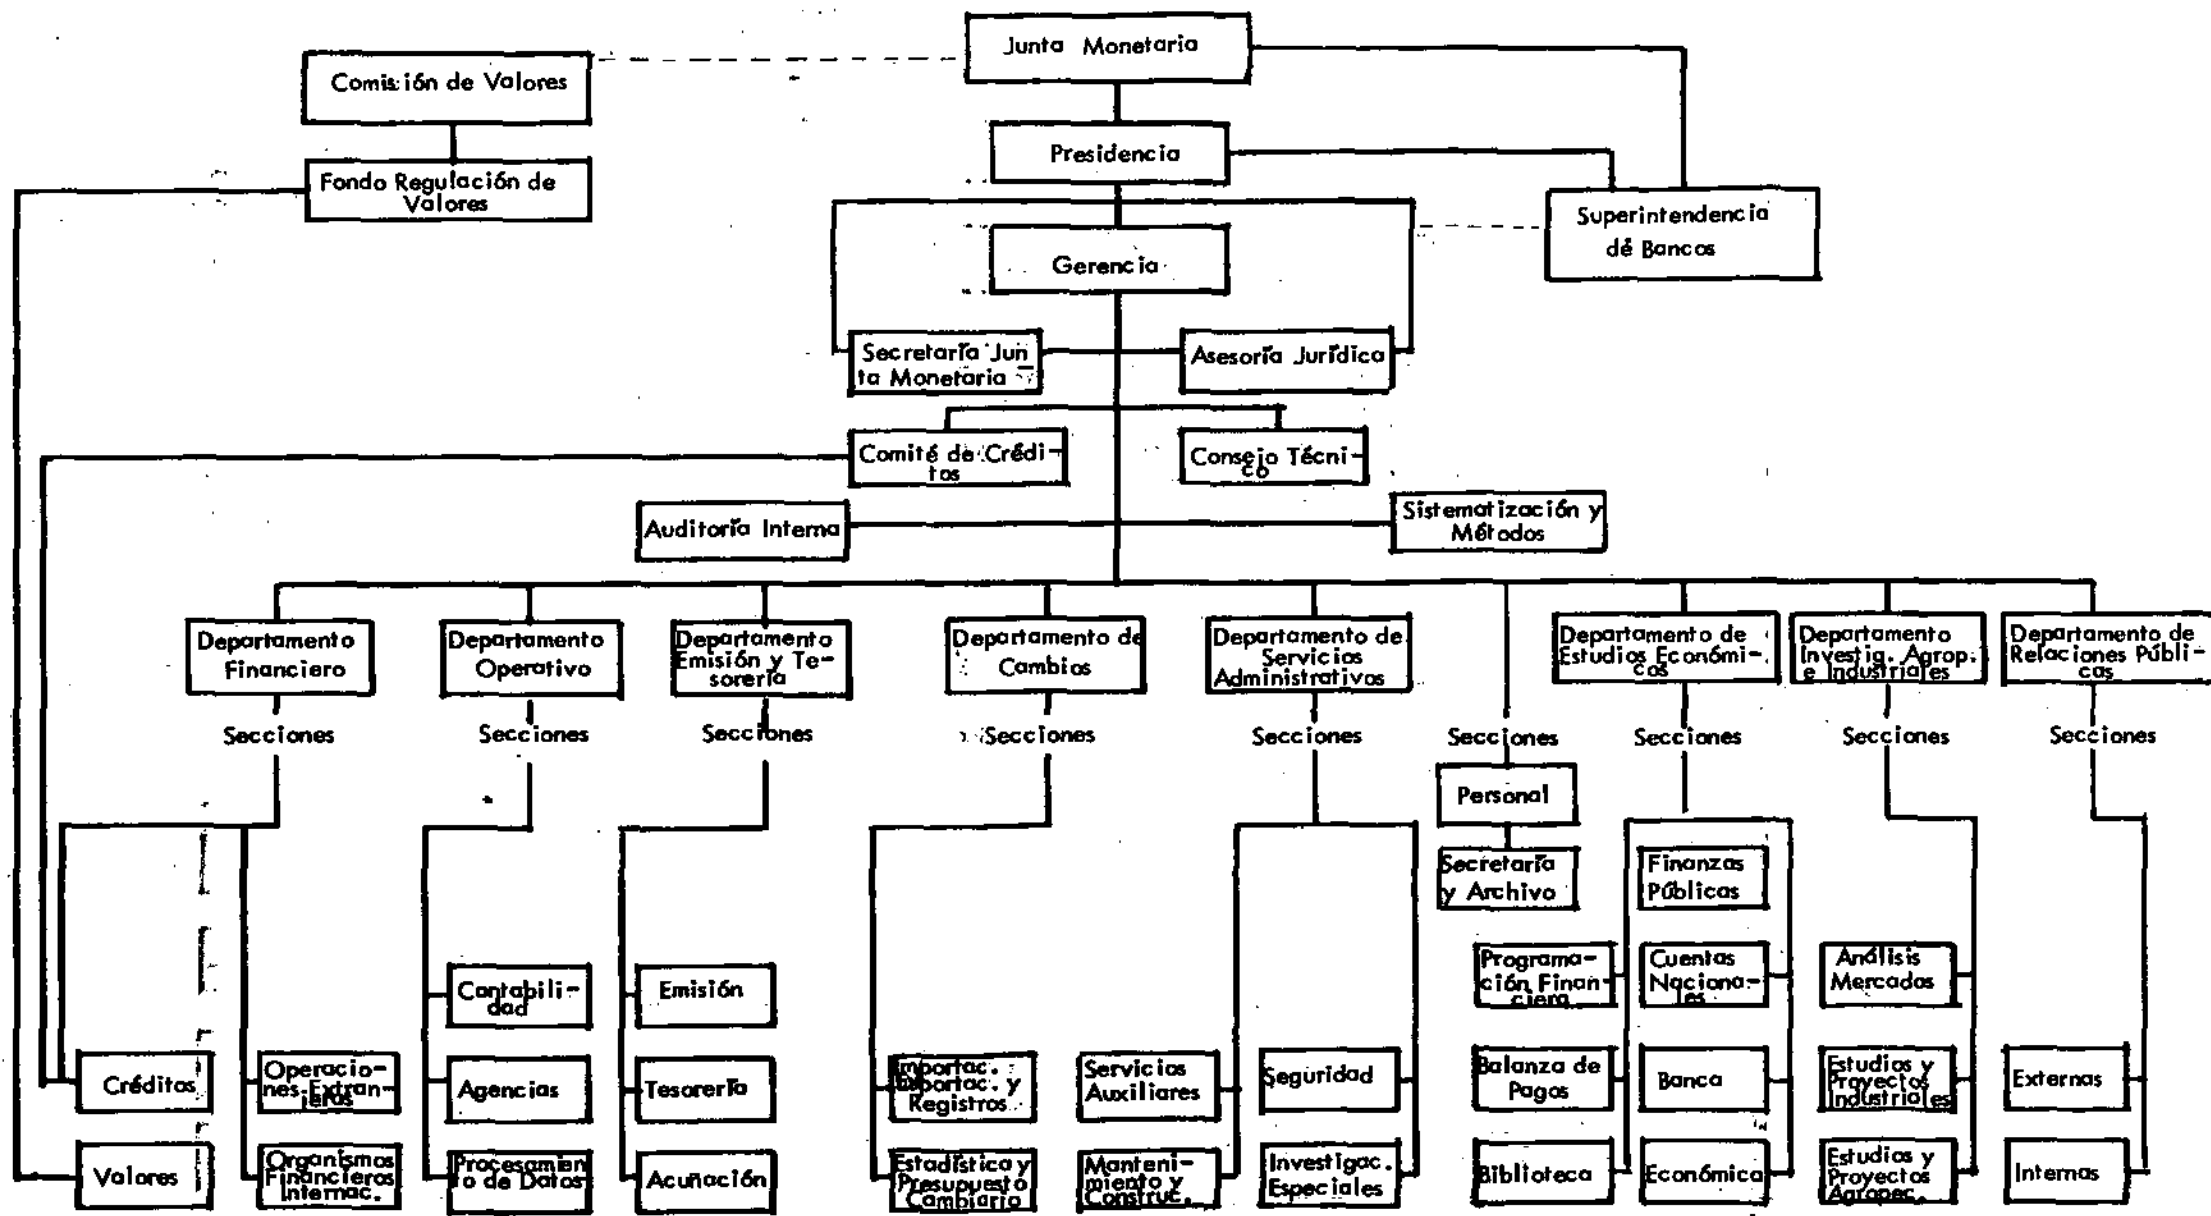 Junta Monetaria
Comisión de Valores
Presidencia
Fondo Regulación de
Valores
Superintendencia
dé Bancos
Gerencia
Secretaría Jun
ta Monetaria
Asesoría Jurídica
Comité de Crédi-
tos
Consejo Técni-
co
Auditoría Interna
Sistematización y
Métodos
Departamento
Financiero
Departamento
Operativo
Departamento
Emisión y Te-
sorería
Departamento de
Cambios
Departamento de
Servicios
Administrativos
Departamento de
Estudios Económi-
cos
Departamento
Investig. Agrop.
e Industriales
Departamento de
Relaciones Públi-
cas
Secciones
Secciones
Secciones
Secciones
Secciones
Secciones
Secciones
Secciones
Secciones
Personal
Secretaría
y Archivo
Finanzas
Públicas
Contabili-
dad
Emisión
Programa-
ción Finan-
ciera
Cuentas
Naciona-
les
Análisis
Mercados
Créditos
Operacio-
nes Extran-
jeras
Agencias
Tesorería
Importac.
Exportac. y
Registros
Servicios
Auxiliares
Seguridad
Balanza de
Pagos
Banca
Estudios y
Proyectos
Industriales
Externas
Valores
Organismos
Financieros
Internac.
Procesamien
to de Datos
Acuñación
Estadística y
Presupuesto
Cambiario
Manteni-
miento y
Construc.
Investigac.
Especiales
Biblioteca
Económica
Estudios y
Proyectos
Agropec.
Internas